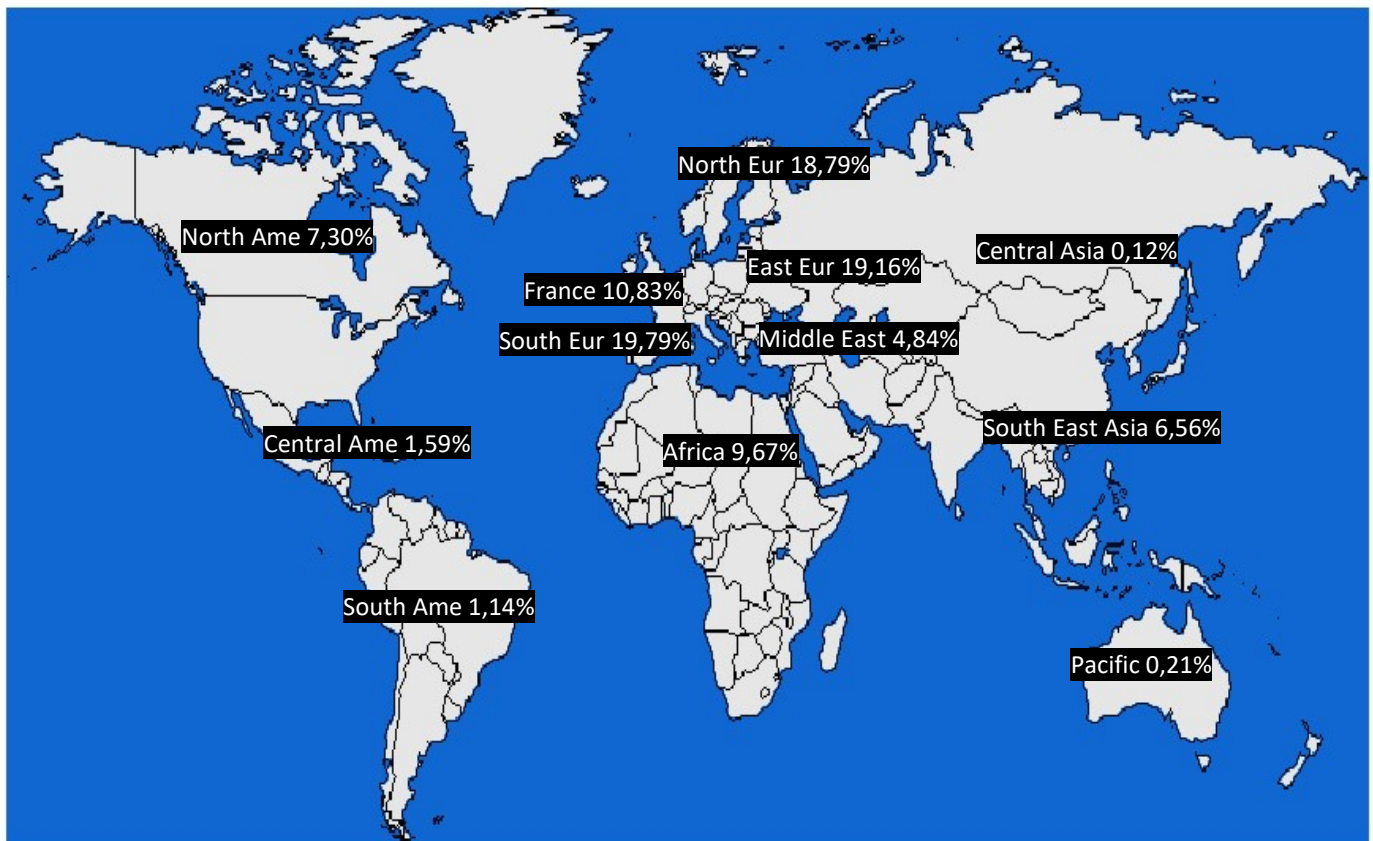 North Eur 18,79%
North Ame 7,30%
Central Asia 0,12%
East Eur 19,16%
France 10,83%
South Eur 19,79%
Middle East 4,84%
South East Asia 6,56%
Central Ame 1,59%
Africa 9,67%
South Ame 1,14%
Pacific 0,21%